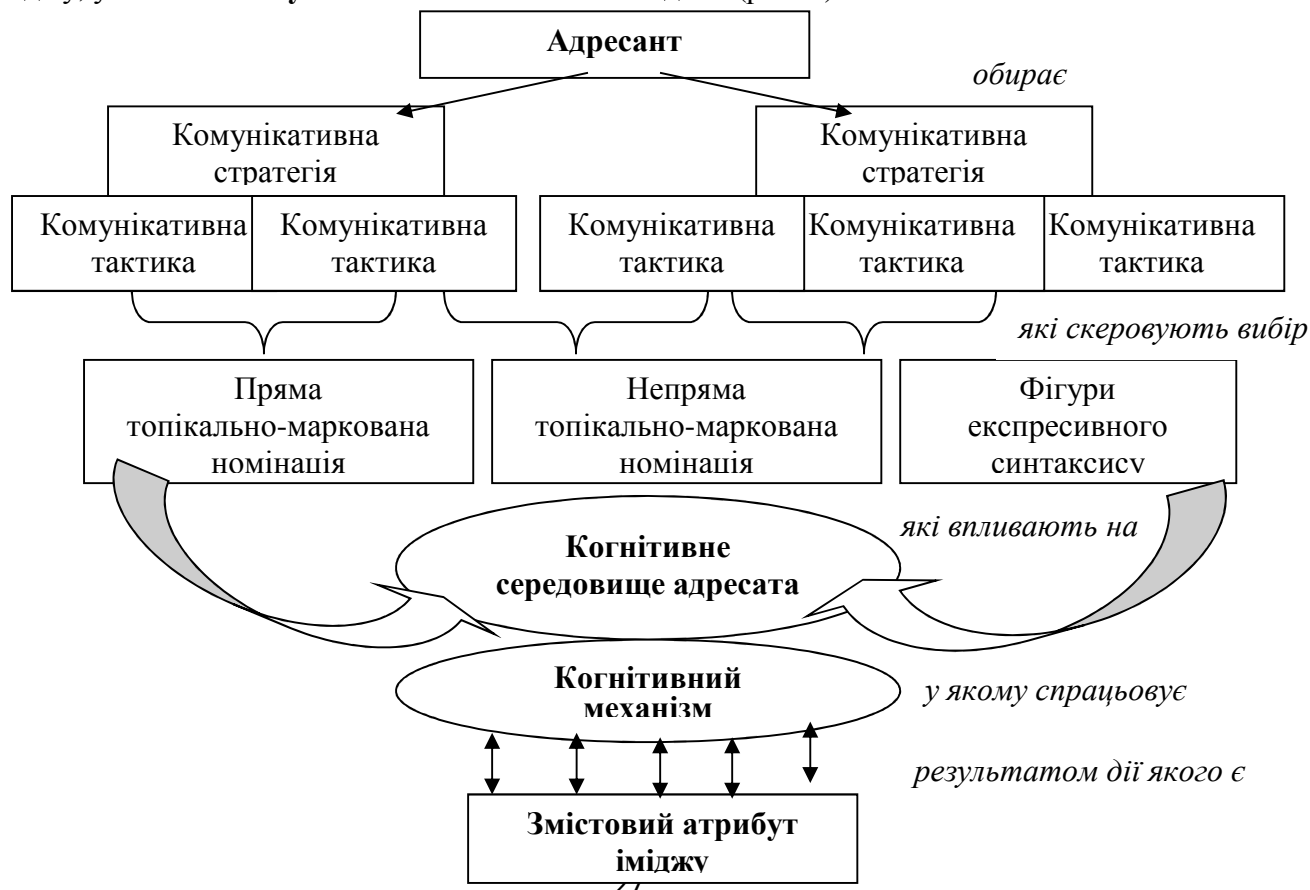 Адресант
обирає
Комунікативна
стратегія
Комунікативна
стратегія
Комунікативна
тактика
Комунікативна
тактика
Комунікативна
тактика
Комунікативна
тактика
Комунікативна
тактика
які скеровують вибір
Пряма
топікально-маркована
номінація
Непряма
топікально-маркована
номінація
Фігури
експресивного
синтаксису
які впливають на
Когнітивне
середовище адресата
Когнітивний
механізм
у якому спрацьовує
результатом дії якого є
Змістовий атрибут
іміджу